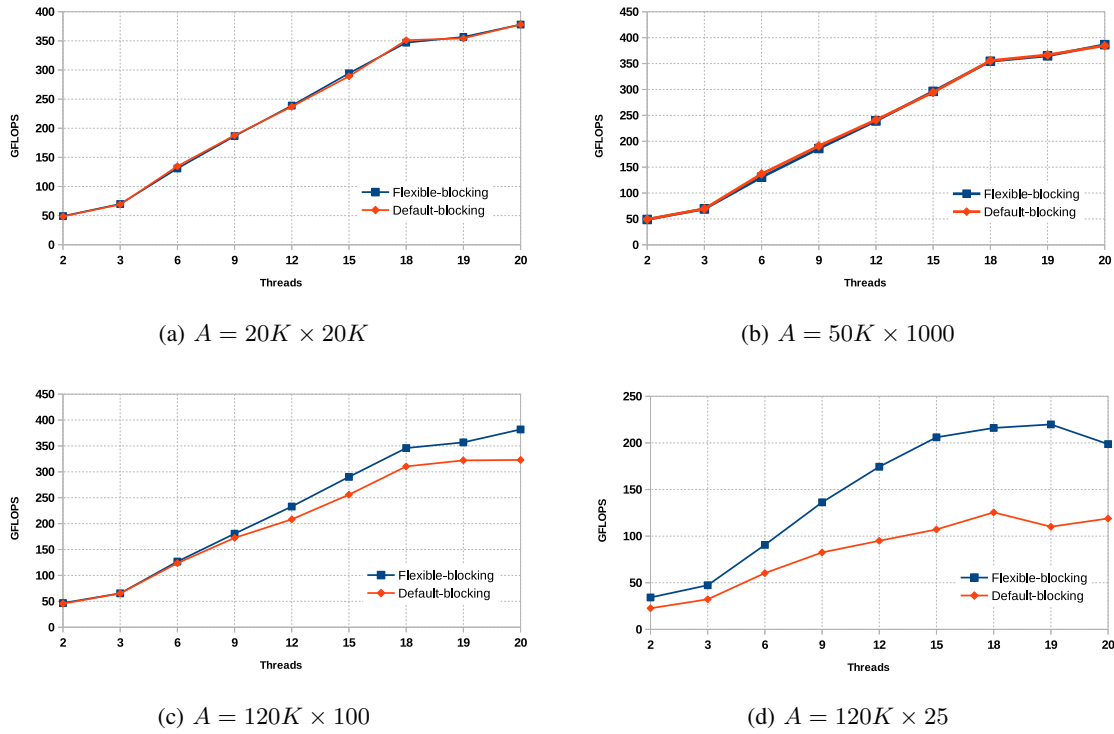 400
350
300
250
200
150
100
50
0
GFLOPS
Flexible-blocking
Default-blocking
2 3 6 9 12 15 18 19 20
Threads
(a) A = 20K × 20K
450
400
350
300
250
200
150
100
50
0
GFLOPS
Flexible-blocking
Default-blocking
2 3 6 9 12 15 18 19 20
Threads
(b) A = 50K × 1000
450
400
350
300
250
200
150
100
50
0
GFLOPS
Flexible-blocking
Default-blocking
2 3 6 9 12 15 18 19 20
Threads
(c) A = 120K × 100
250
200
150
100
50
0
GFLOPS
Flexible-blocking
Default-blocking
2 3 6 9 12 15 18 19 20
Threads
(d) A = 120K × 25